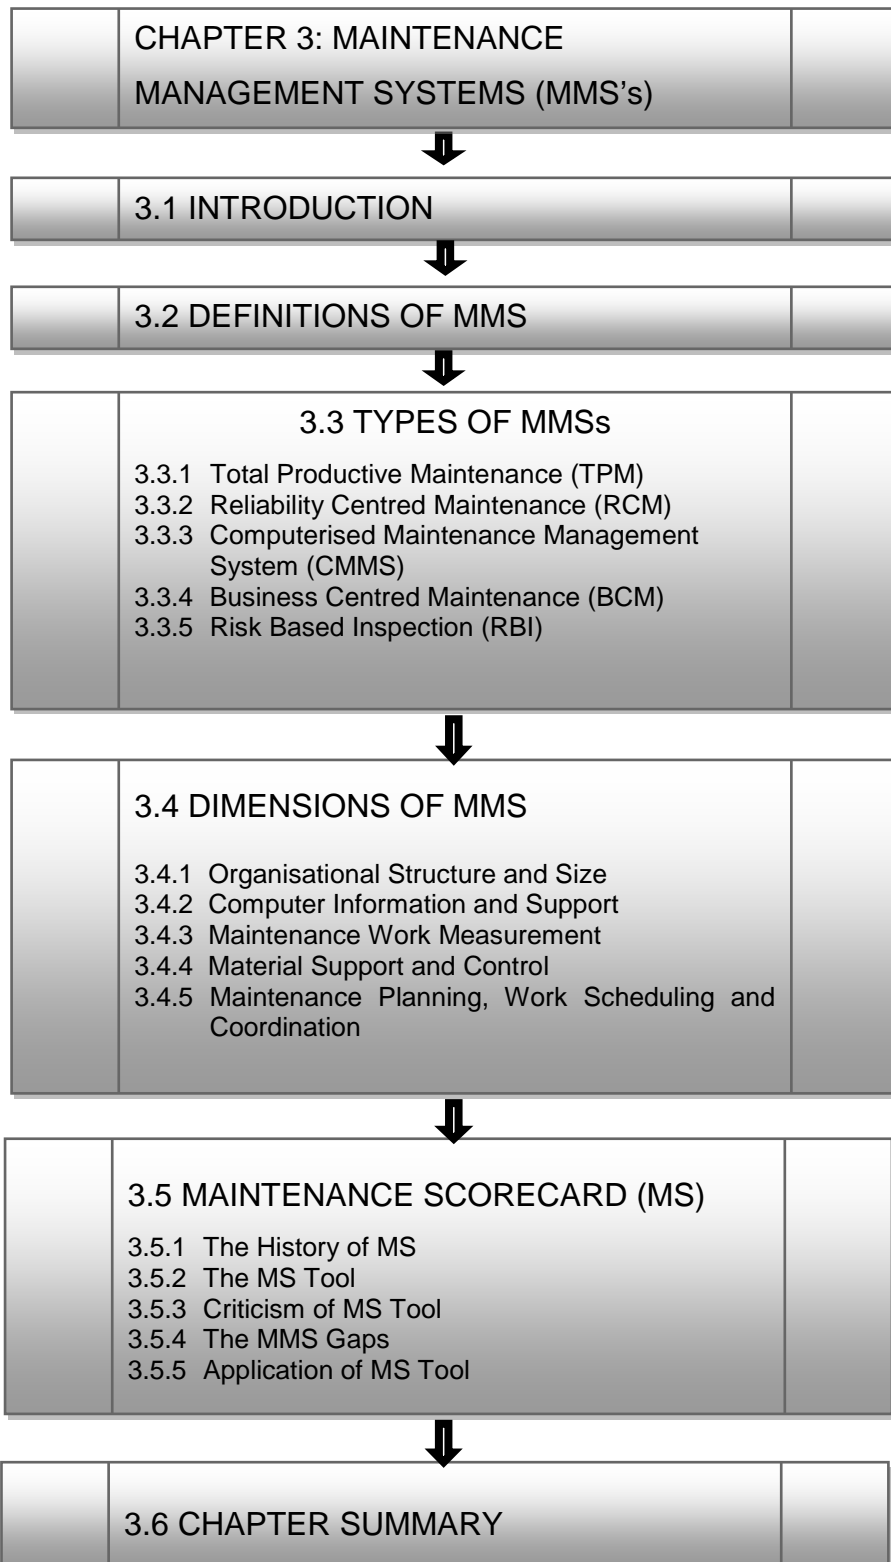 CHAPTER 3: MAINTENANCE
MANAGEMENT SYSTEMS (MMS’s)
3.1 INTRODUCTION
3.2 DEFINITIONS OF MMS
3.3 TYPES OF MMSs
3.3.1 Total Productive Maintenance (TPM)
3.3.2 Reliability Centred Maintenance (RCM)
3.3.3 Computerised Maintenance Management
System (CMMS)
3.3.4 Business Centred Maintenance (BCM)
3.3.5 Risk Based Inspection (RBI)
3.4 DIMENSIONS OF MMS
3.4.1 Organisational Structure and Size
3.4.2 Computer Information and Support
3.4.3 Maintenance Work Measurement
3.4.4 Material Support and Control
3.4.5 Maintenance Planning, Work Scheduling and
Coordination
3.5 MAINTENANCE SCORECARD (MS)
3.5.1 The History of MS
3.5.2 The MS Tool
3.5.3 Criticism of MS Tool
3.5.4 The MMS Gaps
3.5.5 Application of MS Tool
3.6 CHAPTER SUMMARY